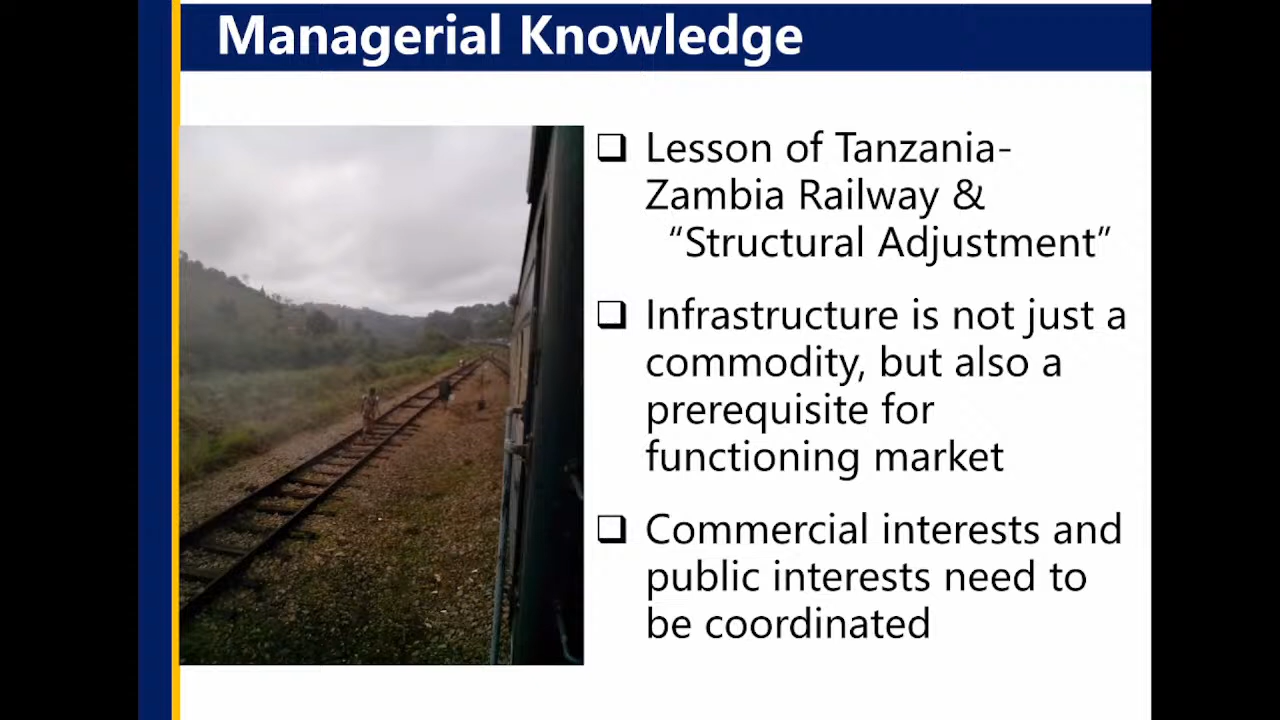 Managerial Knowledge
❑ Lesson of Tanzania-
Zambia Railway &
“Structural Adjustment”
❑ Infrastructure is not just a
commodity, but also a
prerequisite for
functioning market
❑ Commercial interests and
public interests need to
be coordinated